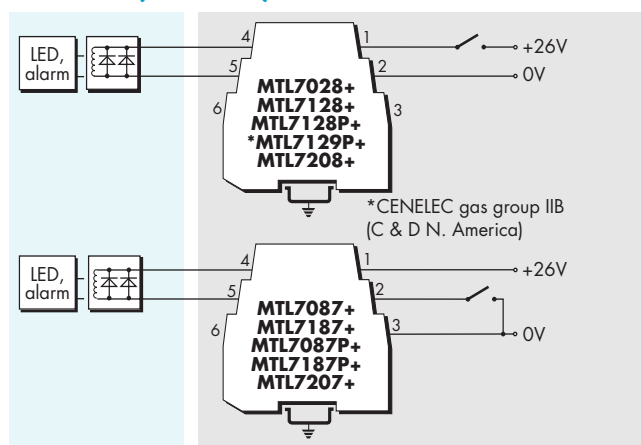 LED,
alarm
4
5
6
1
2
3
+26V
0V
MTL7028+
MTL7128+
MTL7128P+
*MTL7129P+
MTL7208+
*CENELEC gas group IIB
(C & D N. America)
LED,
alarm
4
5
6
1
2
3
+26V
0V
MTL7087+
MTL7187+
MTL7087P+
MTL7187P+
MTL7207+